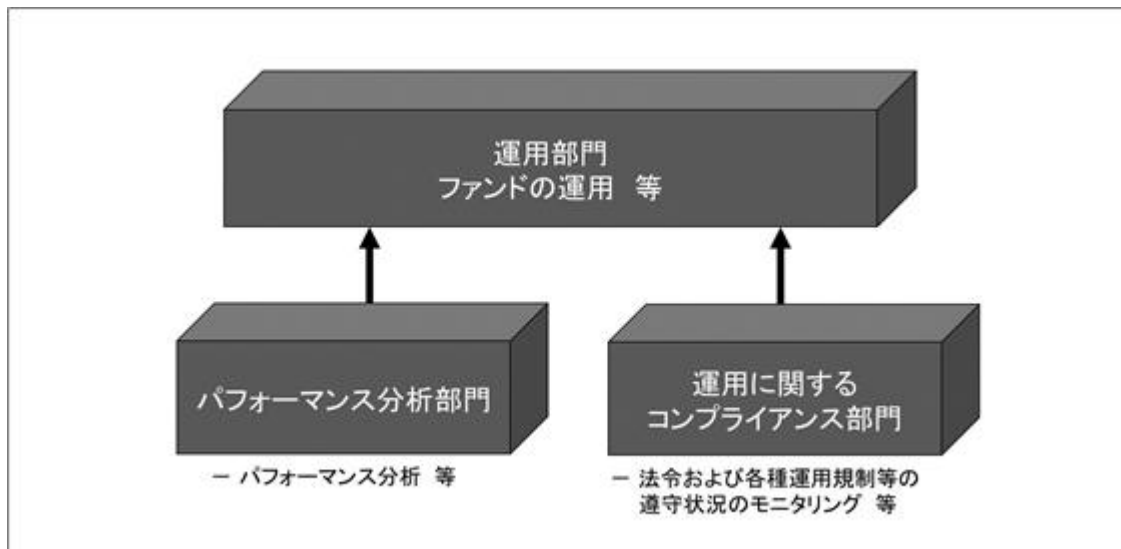 運用部門
ファンドの運用 等
パフォーマンス分析部門
－ パフォーマンス分析 等
運用に関する
コンプライアンス部門
－ 法令および各種運用規制等の
遵守状況のモニタリング 等